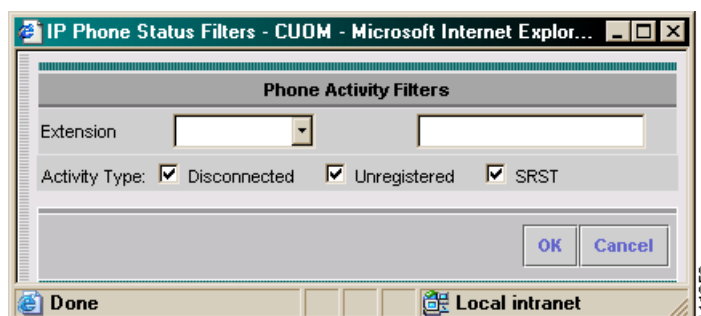 IP Phone Status Filters - CUOM - Microsoft Internet Explor...
Phone Activity Filters
Extension
Activity Type: Disconnected Unregistered SRST
OK Cancel
Done Local intranet